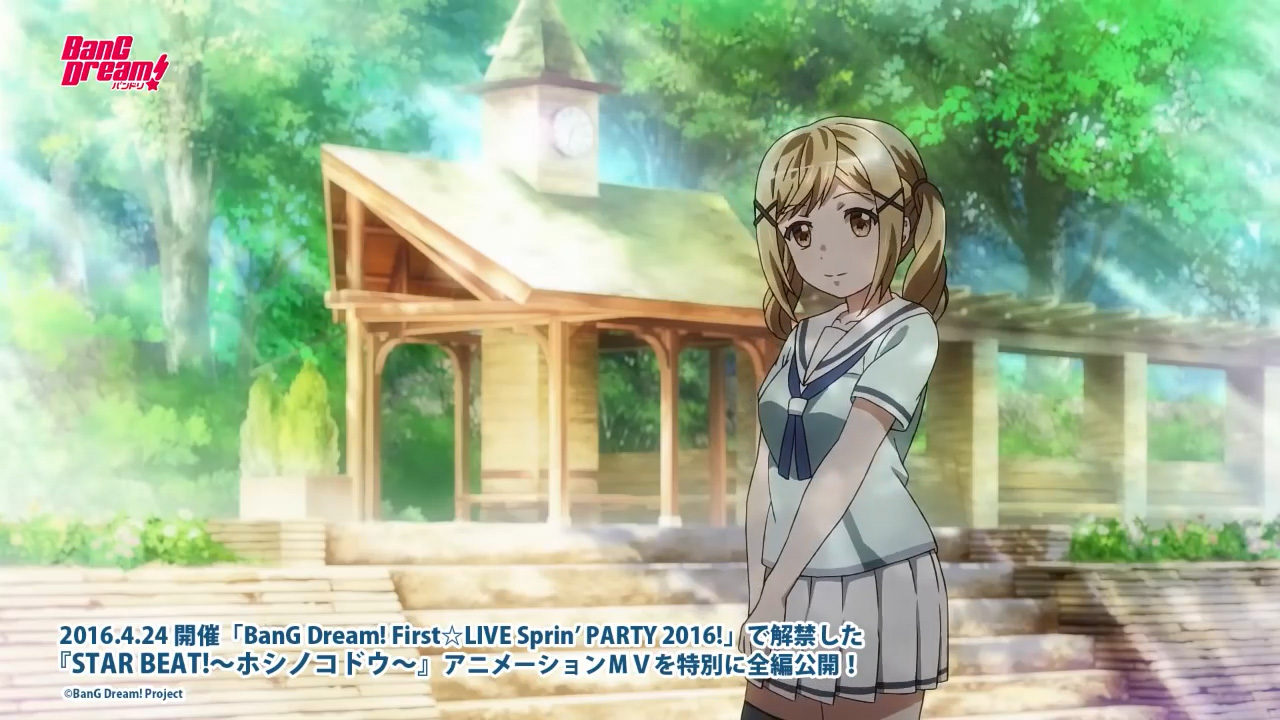 BanG
Dream!
バンドリ
2016.4.24 開催「BanG Dream! First☆LIVE Sprin’ PARTY 2016!」で解禁した
『STAR BEAT!～ホシノコドウ～』アニメーションＭＶを特別に全編公開！
©BanG Dream! Project